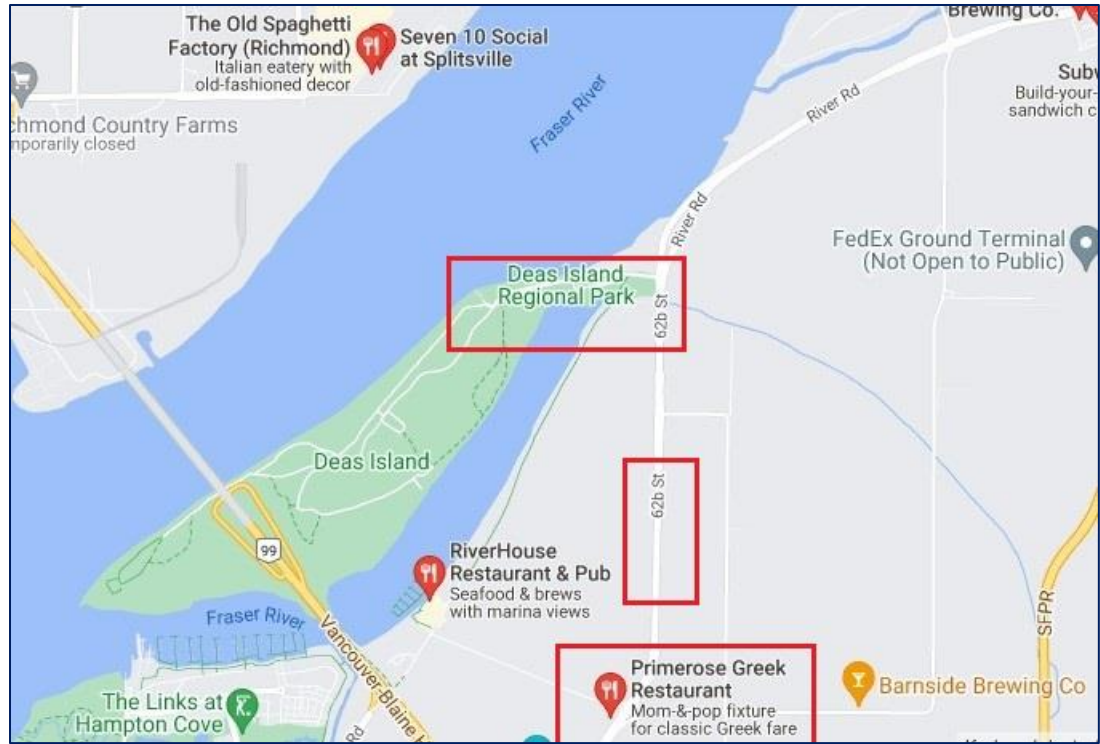 The Old Spaghetti
Factory (Richmond)
Italian eatery with
old-fashioned decor
Seven 10 Social
at Splitsville
Brewing Co.
Build-your-
sandwich
Country Farms
closed
Fraser River
River Rd
River Rd
FedEx Ground Terminal
(Not Open to Public)
Deas Island
Regional Park
62b St
Deas Island
62b St
99
RiverHouse
Restaurant & Pub
Seafood & brews
with marina views
Fraser River
Vancouver-Blaine
SFPR
Primerose Greek
Restaurant
Mom-&-pop fixture
for classic Greek fare
Barnside Brewing Co
The Links at
Hampton Cove
Rd